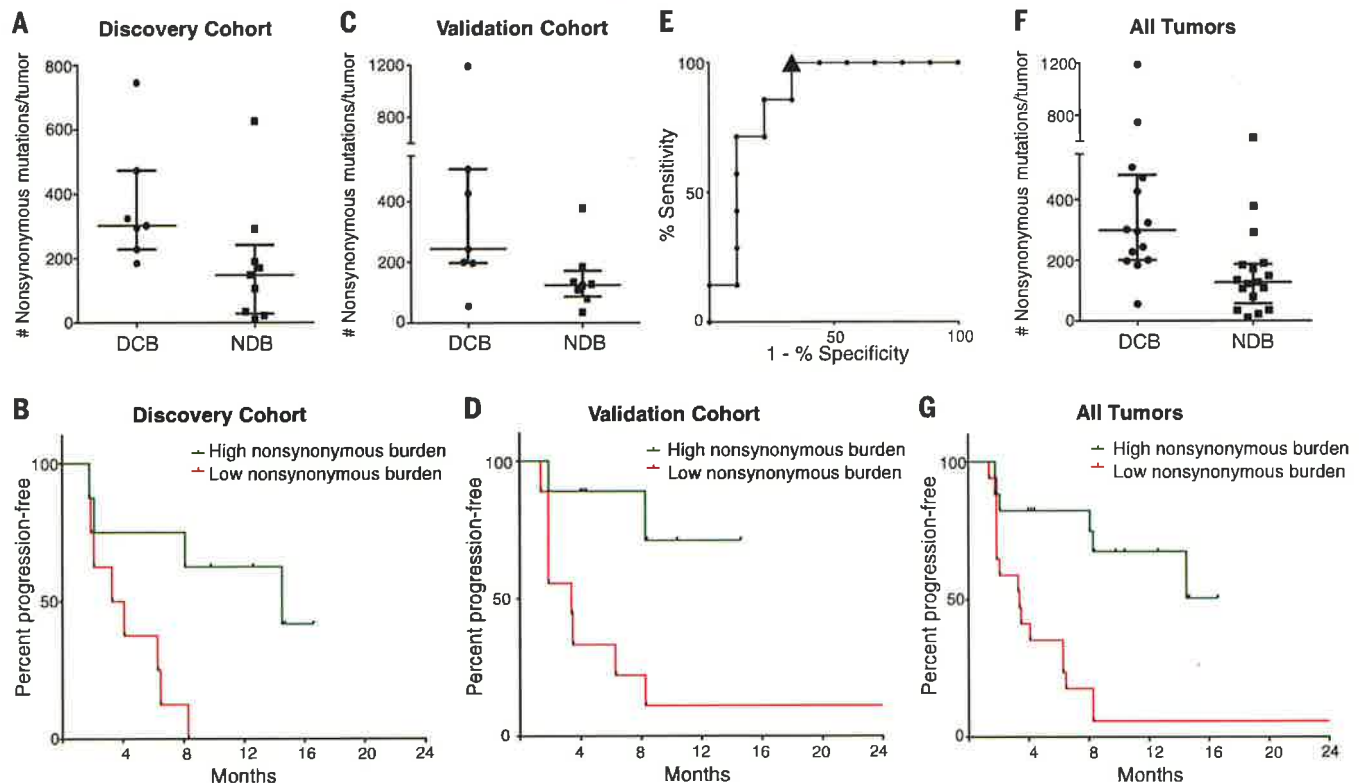 A
Discovery Cohort
# Nonsynonymous mutations/tumor
800
600
400
200
0
DCB
NDB
C
Validation Cohort
# Nonsynonymous mutations/tumor
1200
800
400
200
0
DCB
NDB
E
% Sensitivity
100
50
0
50
100
1 - % Specificity
F
All Tumors
# Nonsynonymous mutations/tumor
1200
800
400
200
0
DCB
NDB
B
Discovery Cohort
High nonsynonymous burden
Low nonsynonymous burden
Percent progression-free
100
50
0
4
8
12
16
20
24
Months
D
Validation Cohort
High nonsynonymous burden
Low nonsynonymous burden
Percent progression-free
100
50
0
4
8
12
16
20
24
Months
G
All Tumors
High nonsynonymous burden
Low nonsynonymous burden
Percent progression-free
100
50
0
4
8
12
16
20
24
Months